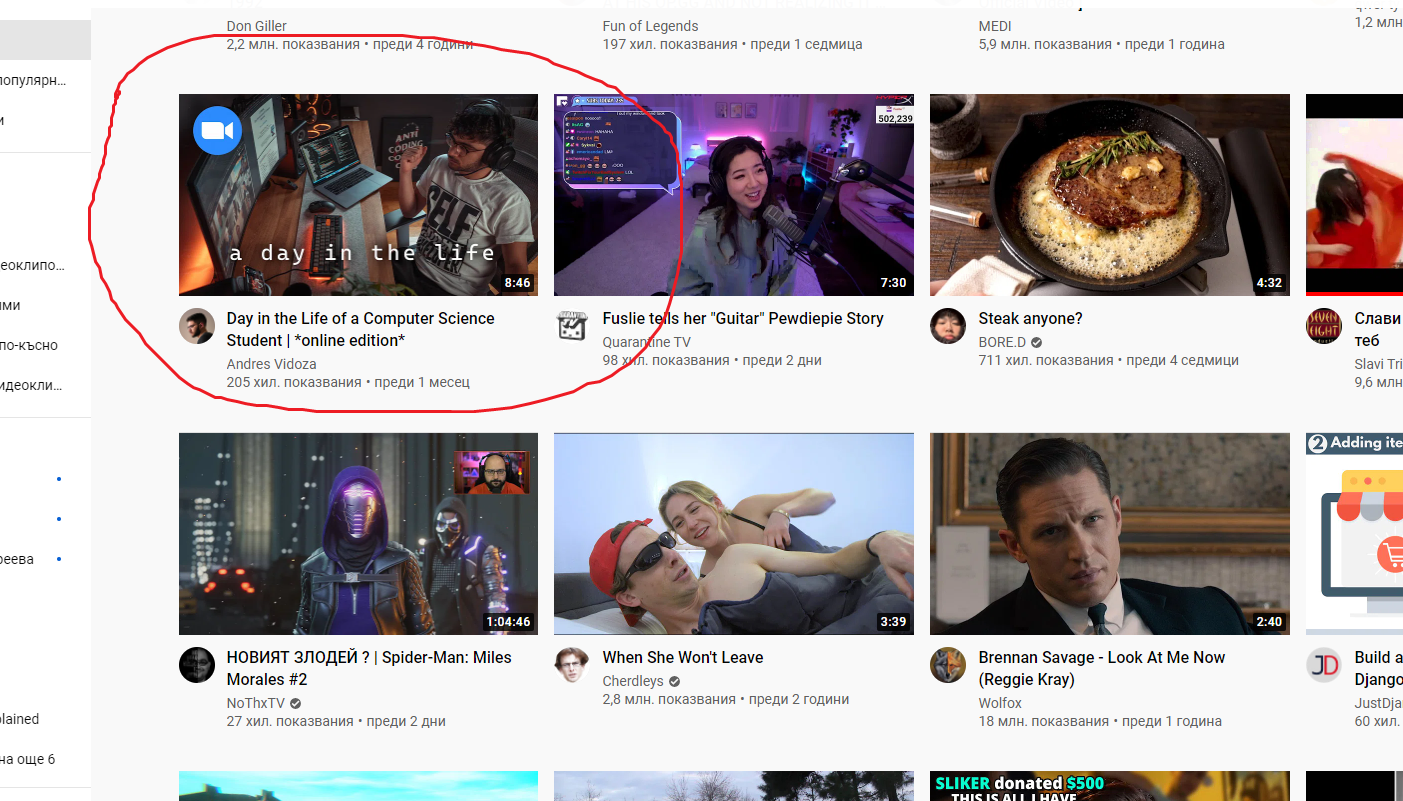 Don Giller
2,2 млн. показвания • преди 4 години
Fun of Legends
197 хил. показвания • преди 1 седмица
MEDI
5,9 млн. показвания • преди 1 година
1,2 млн
популярн...
и
еоклипо...
ми
по-късно
идеокли...
реева
plained
на още 6
ANTI
CODING
SELF
a day in the life
8:46
Day in the Life of a Computer Science
Student | *online edition*
Andres Vidoza
205 хил. показвания • преди 1 месец
502,239
7:30
Fuslie tells her "Guitar" Pewdiepie Story
Quarantine TV
98 хил. показвания • преди 2 дни
4:32
Steak anyone?
BORE.D
711 хил. показвания • преди 4 седмици
SEVEN
EIGHT
Слави
теб
Slavi Tri
9,6 млн
1:04:46
НОВИЯТ ЗЛОДЕЙ ? | Spider-Man: Miles
Morales #2
NoThxTV
27 хил. показвания • преди 2 дни
3:39
When She Won't Leave
Cherdleys
2,8 млн. показвания • преди 2 години
2:40
Brennan Savage - Look At Me Now
(Reggie Kray)
Wolfox
18 млн. показвания • преди 1 година
2 Adding ite
JD
Build a
Django
JustDja
60 хил.
SLIKER donated $500
THIS IS ALL I HAVE